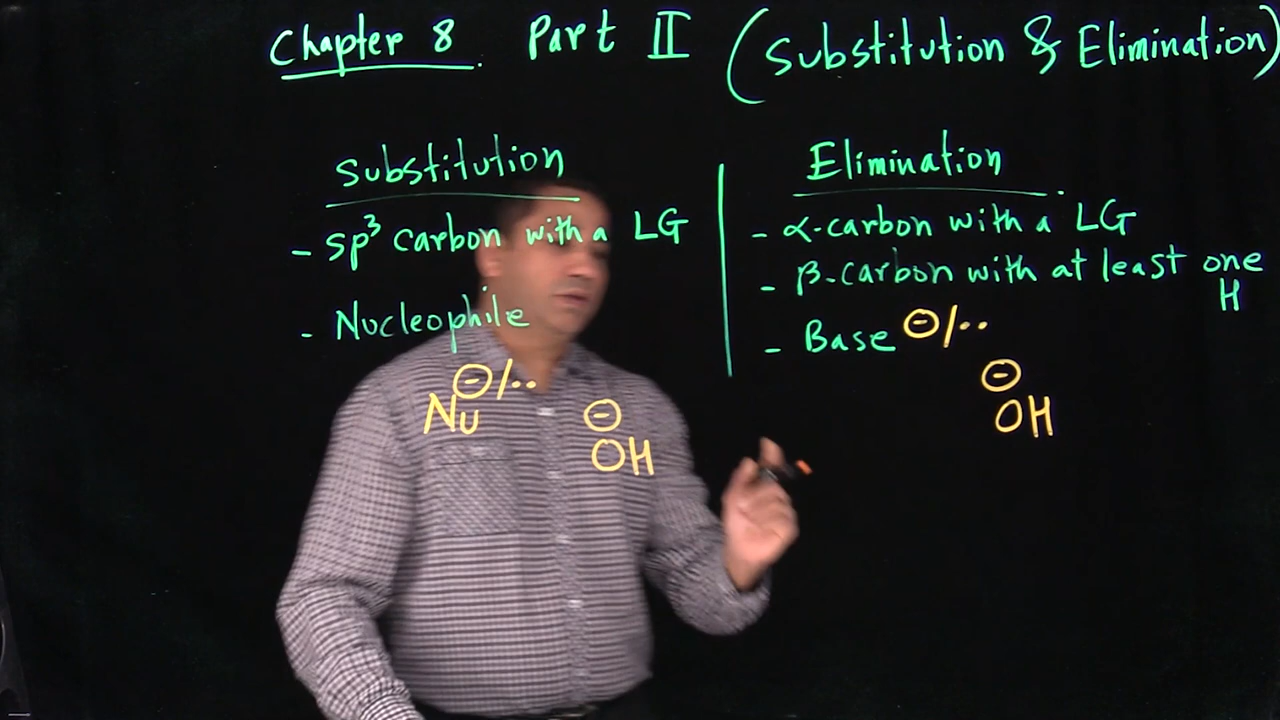 Chapter 8 Part II (Substitution & Elimination)
Substitution
- sp³ carbon with a LG
- Nucleophile
Nu⊖/..
⊖
OH
Elimination
- α-carbon with a LG
- β-carbon with at least one
H
- Base ⊖/..
⊖
OH